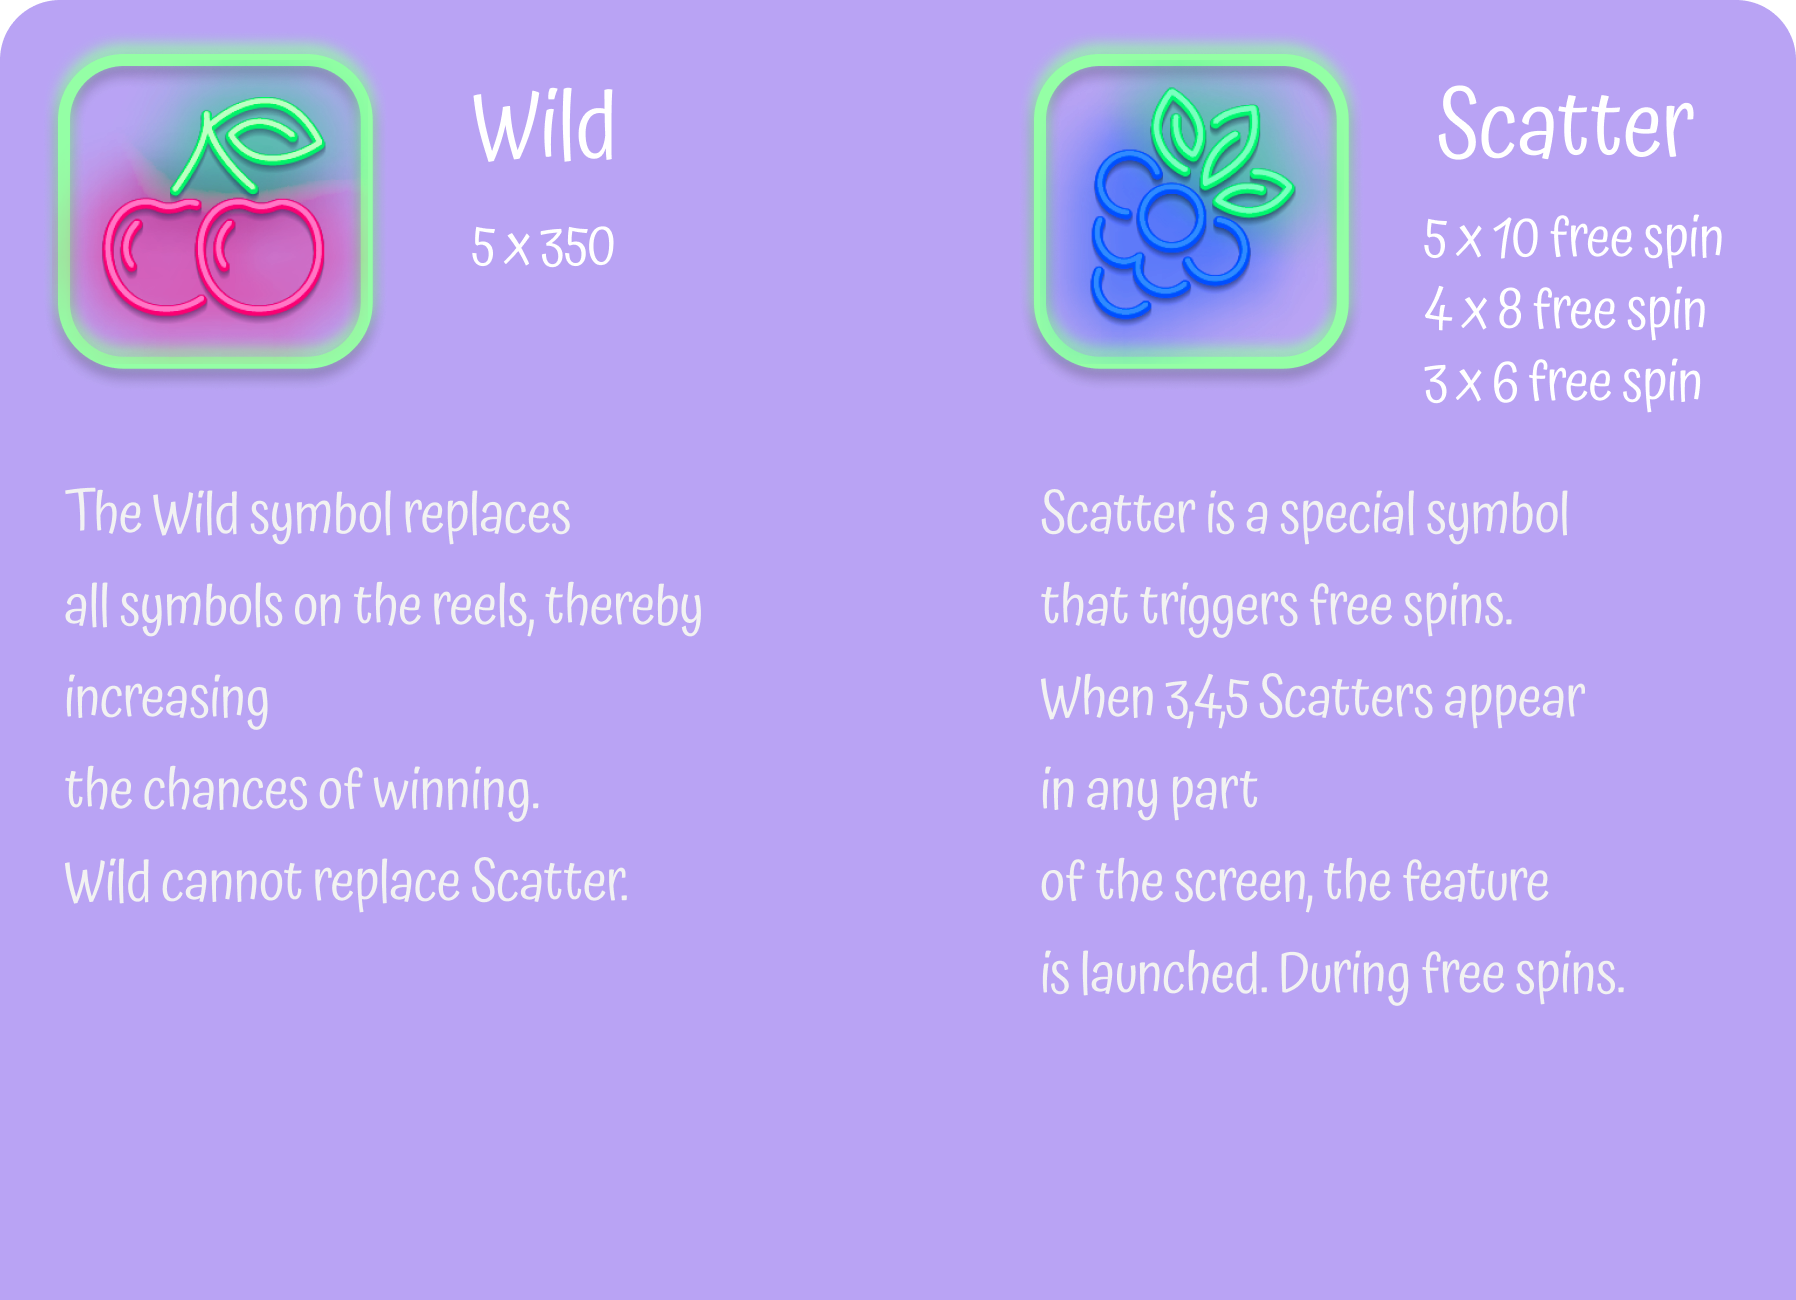 Wild
5 x 350
The Wild symbol replaces
all symbols on the reels, thereby
increasing
the chances of winning.
Wild cannot replace Scatter.
Scatter
5 x 10 free spin
4 x 8 free spin
3 x 6 free spin
Scatter is a special symbol
that triggers free spins.
When 3,4,5 Scatters appear
in any part
of the screen, the feature
is launched. During free spins.